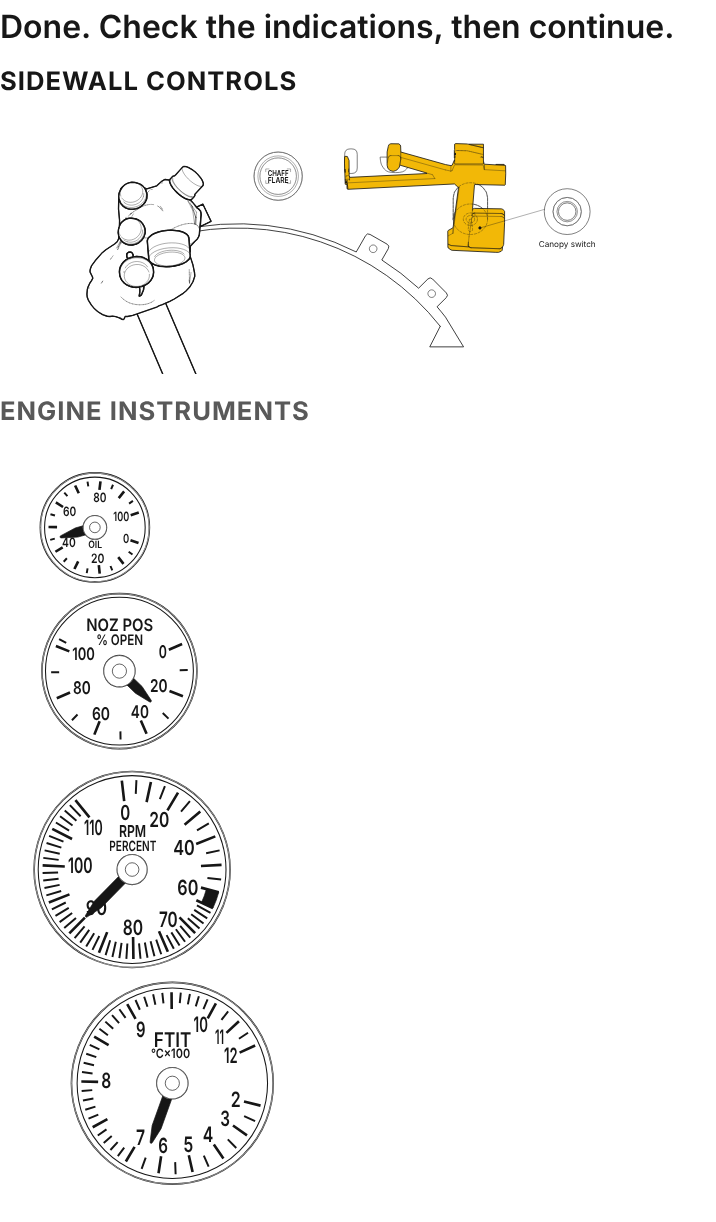 Done. Check the indications, then continue.
SIDEWALL CONTROLS
CHAFF
FLARE
Canopy switch
ENGINE INSTRUMENTS
80
60
100
40
OIL
0
20
NOZ POS
% OPEN
100
0
80
20
60
40
0
110
20
RPM
PERCENT
40
100
60
90
70
80
9
10
11
FTIT
°C×100
12
8
2
3
7
6
5
4